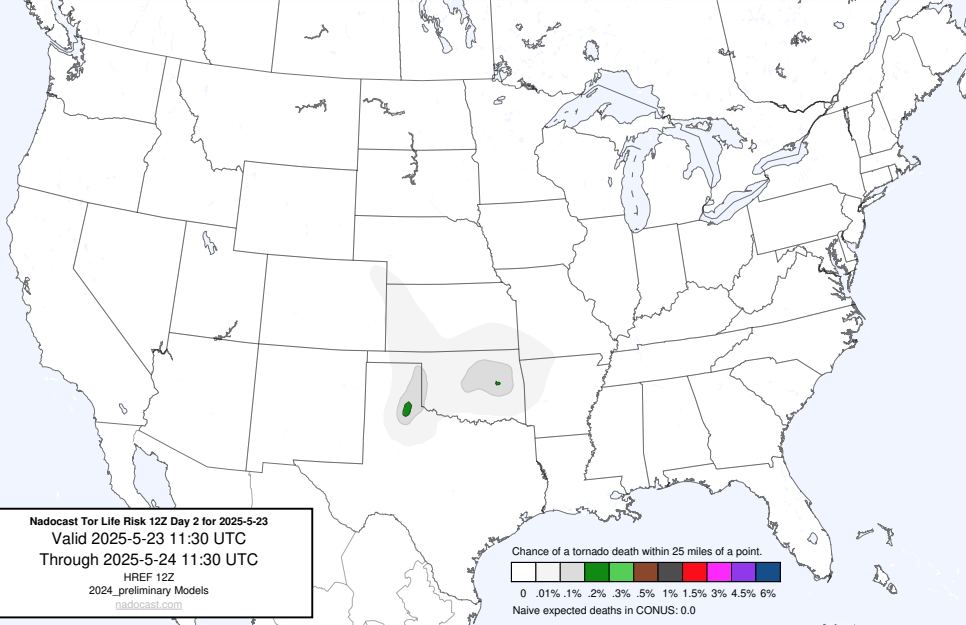 Nadocast Tor Life Risk 12Z Day 2 for 2025-5-23
Valid 2025-5-23 11:30 UTC
Through 2025-5-24 11:30 UTC
HREF 12Z
2024_preliminary Models
nadocast.com
Chance of a tornado death within 25 miles of a point.
0 .01% .1% .2% .3% .5% 1% 1.5% 3% 4.5% 6%
Naive expected deaths in CONUS: 0.0